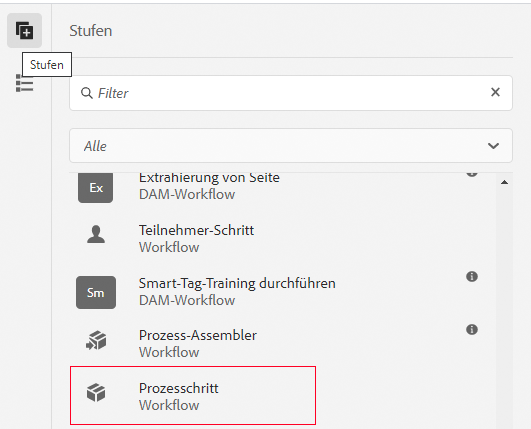 Stufen
Stufen
Filter
Alle
Ex
Extrahierung von Seite
DAM-Workflow
Teilnehmer-Schritt
Workflow
Sm
Smart-Tag-Training durchführen
DAM-Workflow
Prozess-Assembler
Workflow
Prozesschritt
Workflow